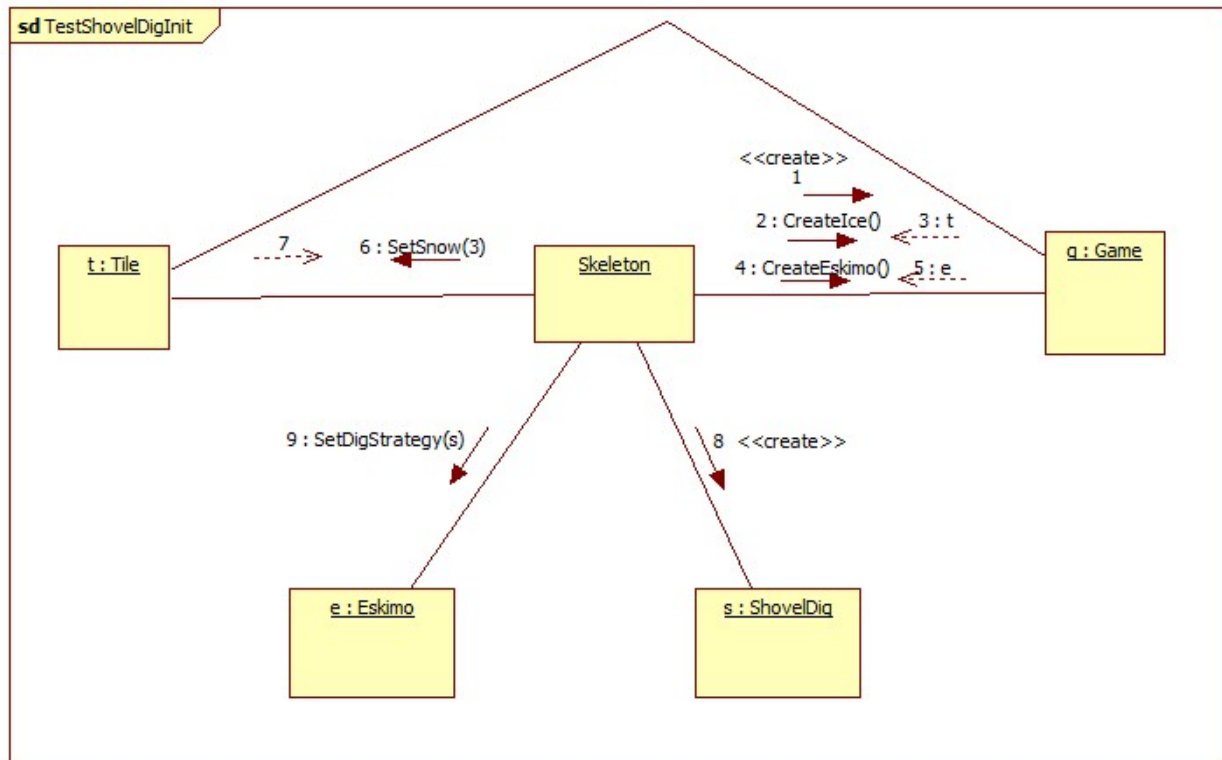 sd TestShovelDigInit
<<create>>
1
2 : CreateIce()
3 : t
7
6 : SetSnow(3)
t : Tile
Skeleton
4 : CreateEskimo()
5 : e
g : Game
9 : SetDigStrategy(s)
8 <<create>>
e : Eskimo
s : ShovelDig